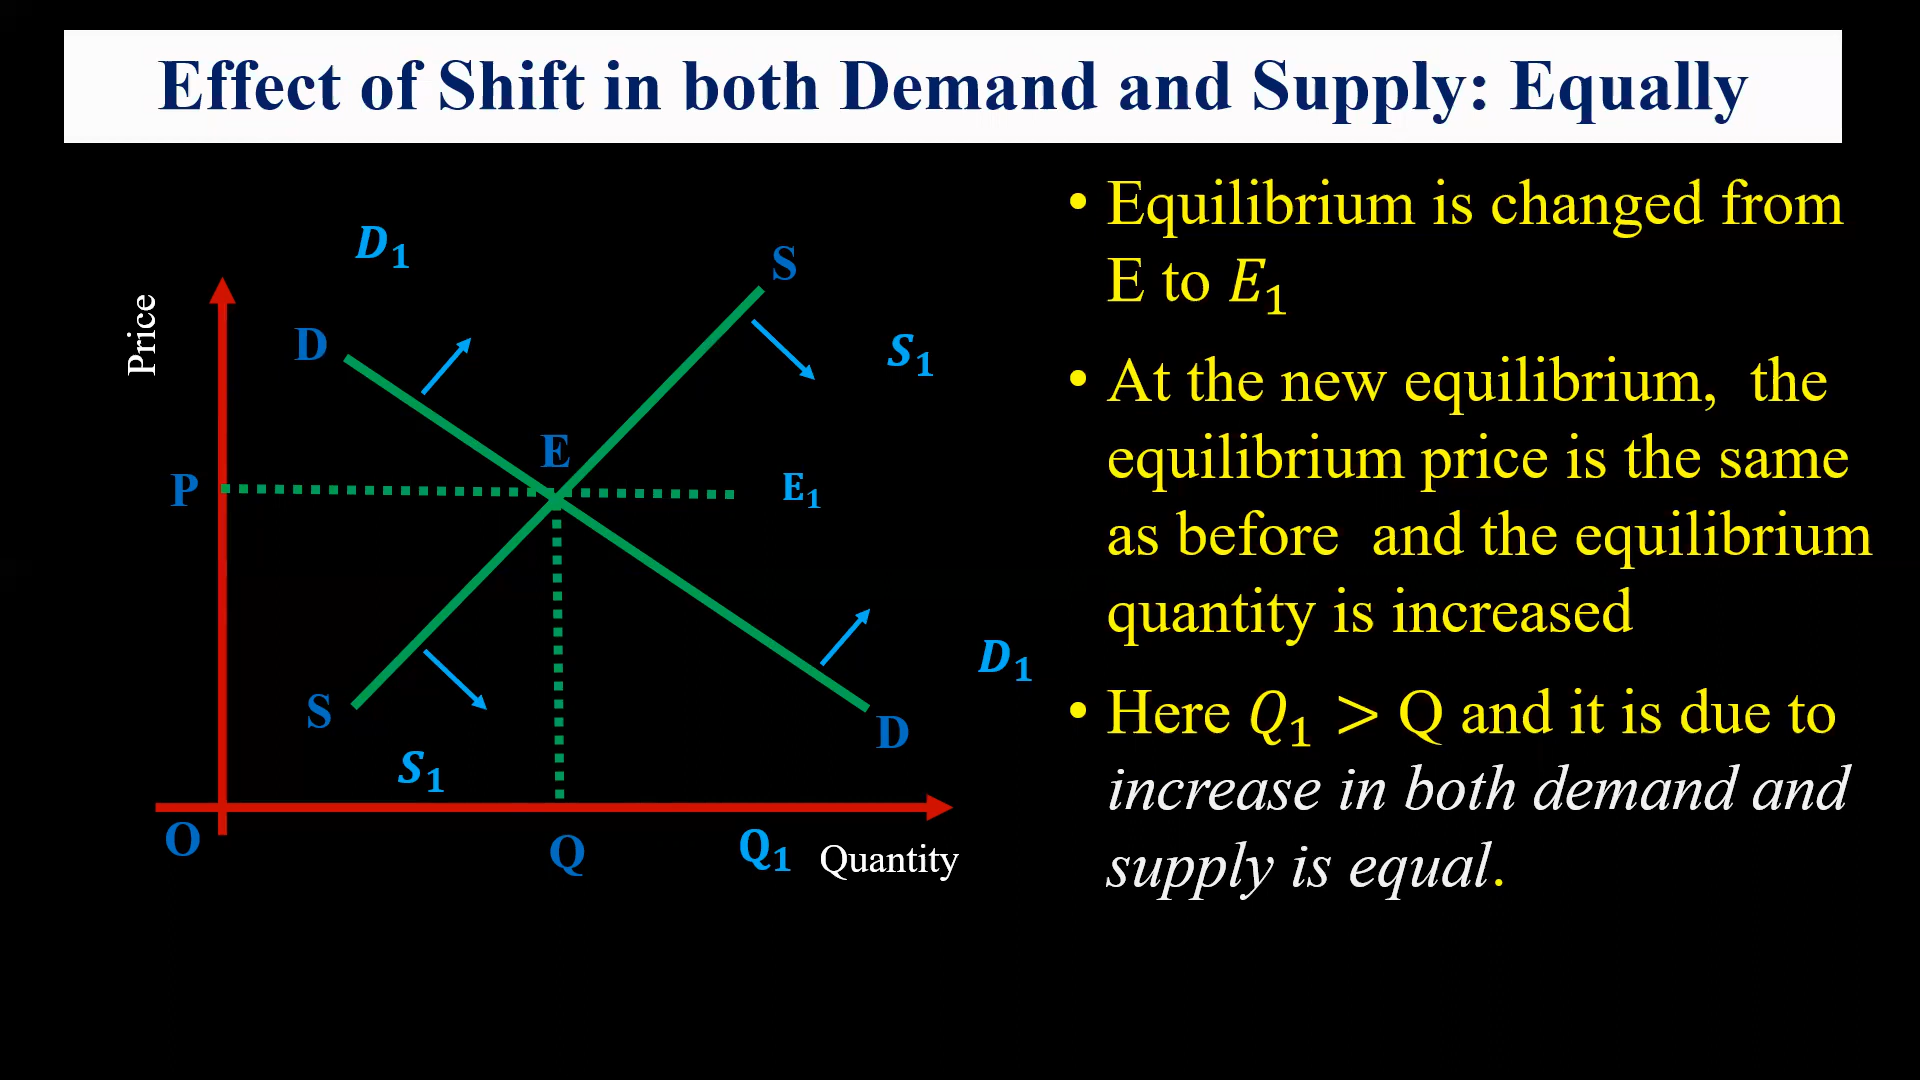 Effect of Shift in both Demand and Supply: Equally
D₁
S
Price
D
S₁
E
P
E₁
D₁
S
D
S₁
O
Q
Q₁
Quantity
• Equilibrium is changed from
E to E₁
• At the new equilibrium, the
equilibrium price is the same
as before and the equilibrium
quantity is increased
• Here Q₁ > Q and it is due to
increase in both demand and
supply is equal.